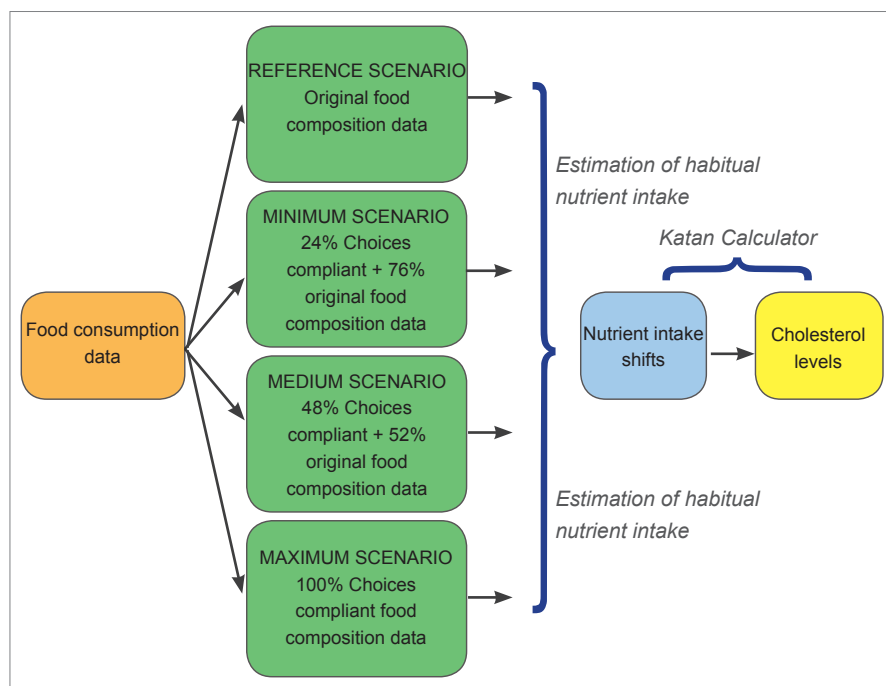 REFERENCE SCENARIO
Original food
composition data
MINIMUM SCENARIO
24% Choices
compliant + 76%
original food
composition data
Food consumption
data
MEDIUM SCENARIO
48% Choices
compliant + 52%
original food
composition data
MAXIMUM SCENARIO
100% Choices
compliant food
composition data
Estimation of habitual
nutrient intake
Katan Calculator
Nutrient intake
shifts
Cholesterol
levels
Estimation of habitual
nutrient intake